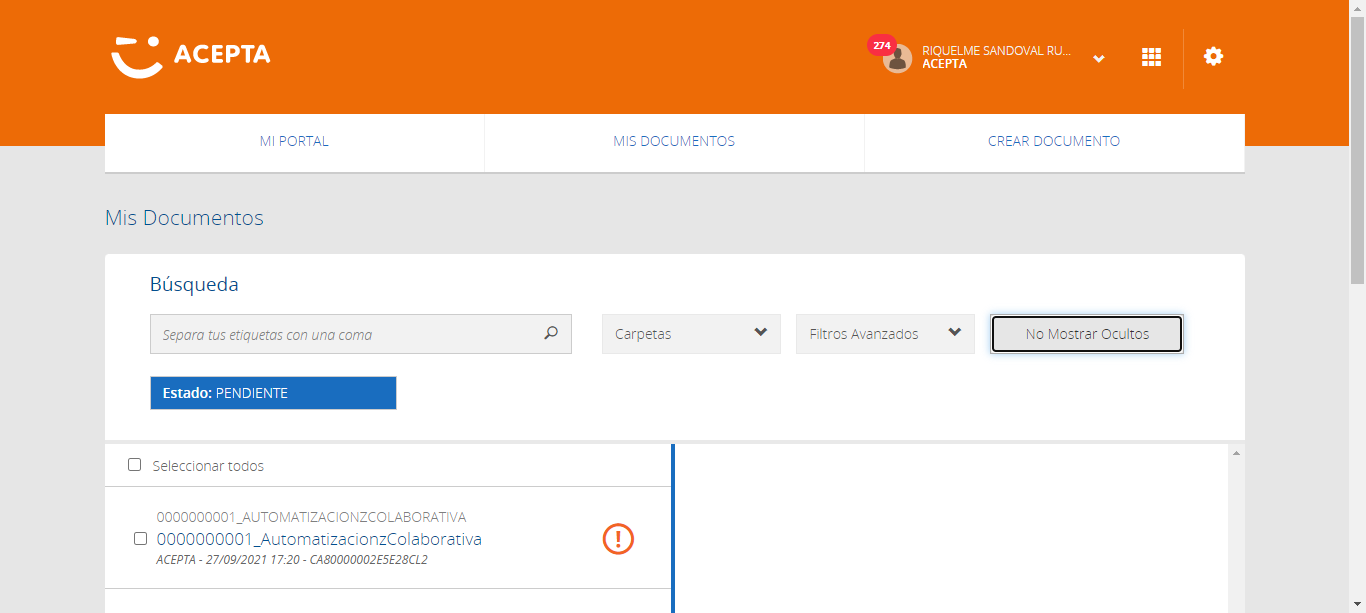 ACEPTA
274
RIQUELME SANDOVAL RU...
ACEPTA
MI PORTAL
MIS DOCUMENTOS
CREAR DOCUMENTO
Mis Documentos
Búsqueda
Separa tus etiquetas con una coma
Carpetas
Filtros Avanzados
No Mostrar Ocultos
Estado: PENDIENTE
Seleccionar todos
0000000001_AUTOMATIZACIONZCOLABORATIVA
0000000001_AutomatizacionzColaborativa
ACEPTA - 27/09/2021 17:20 - CA80000002E5E28CL2